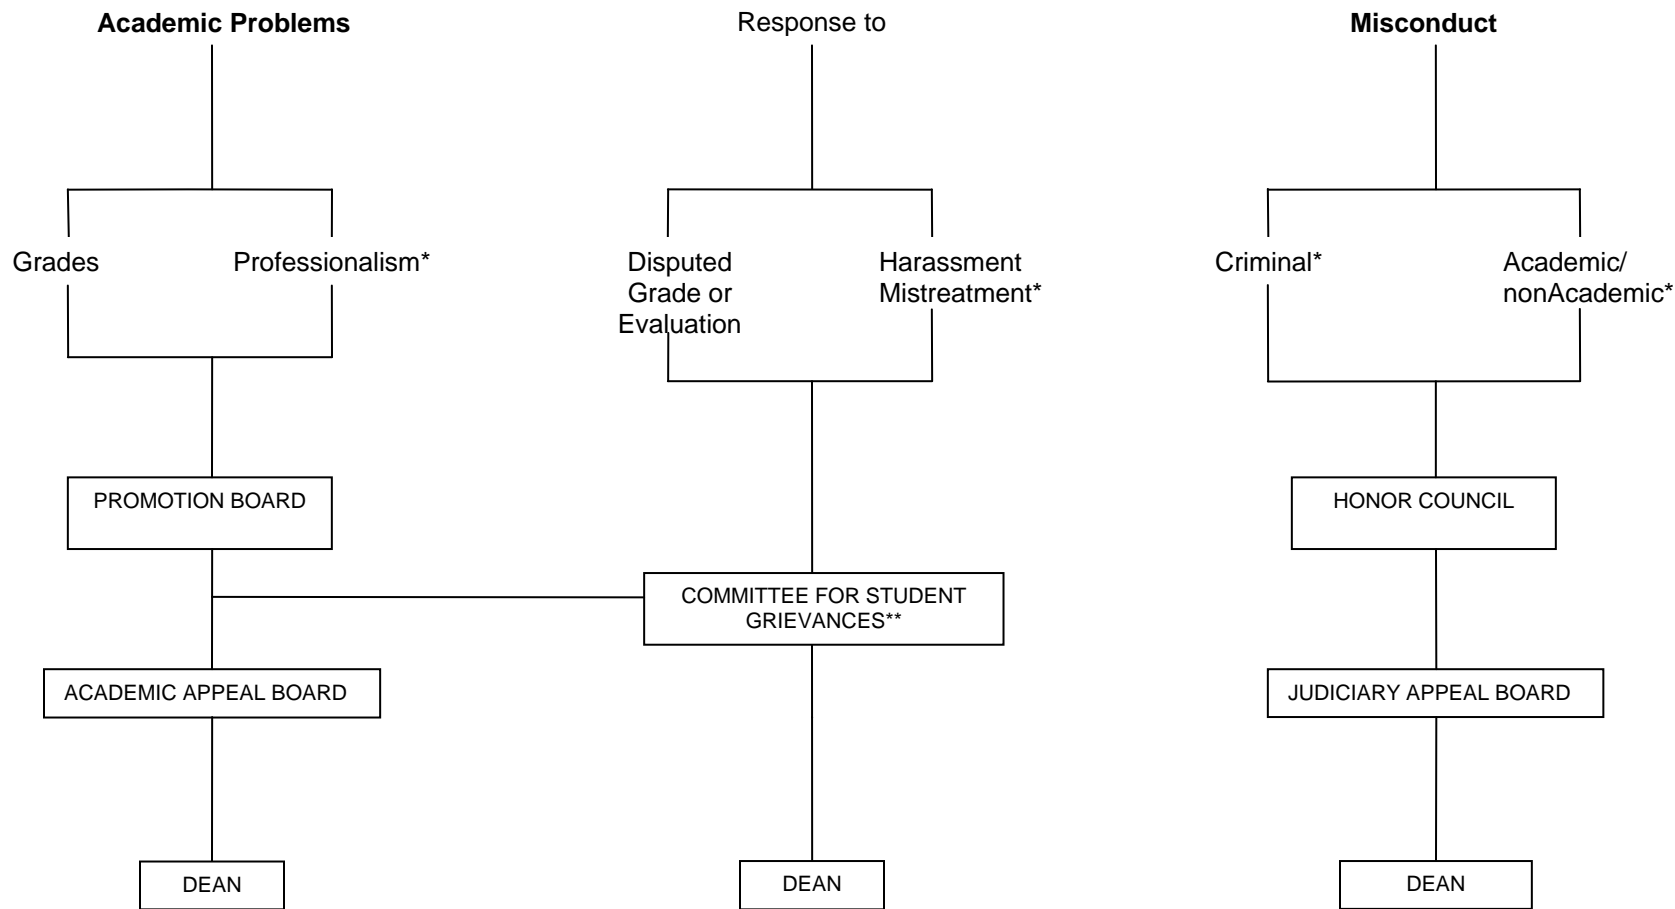 Academic Problems
Response to
Misconduct
Grades
Professionalism*
Disputed
Grade or
Evaluation
Harassment
Mistreatment*
Criminal*
Academic/
nonAcademic*
PROMOTION BOARD
HONOR COUNCIL
COMMITTEE FOR STUDENT
GRIEVANCES**
ACADEMIC APPEAL BOARD
JUDICIARY APPEAL BOARD
DEAN
DEAN
DEAN